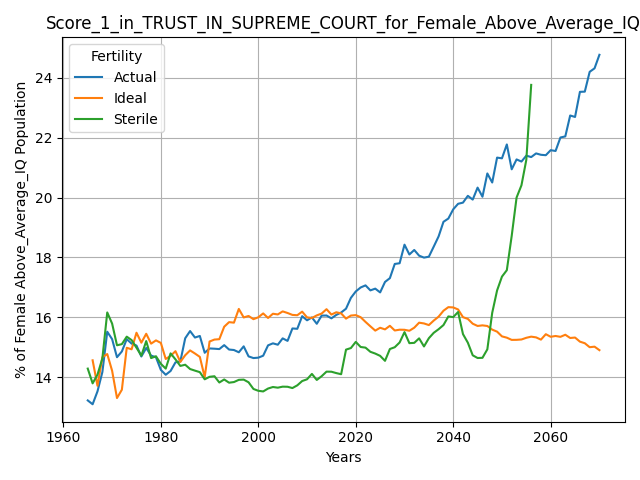 Score_1_in_TRUST_IN_SUPREME_COURT_for_Female_Above_Average_IQ
Fertility
Actual
Ideal
Sterile
% of Female Above_Average_IQ Population
24
22
20
18
16
14
1960
1980
2000
2020
2040
2060
Years